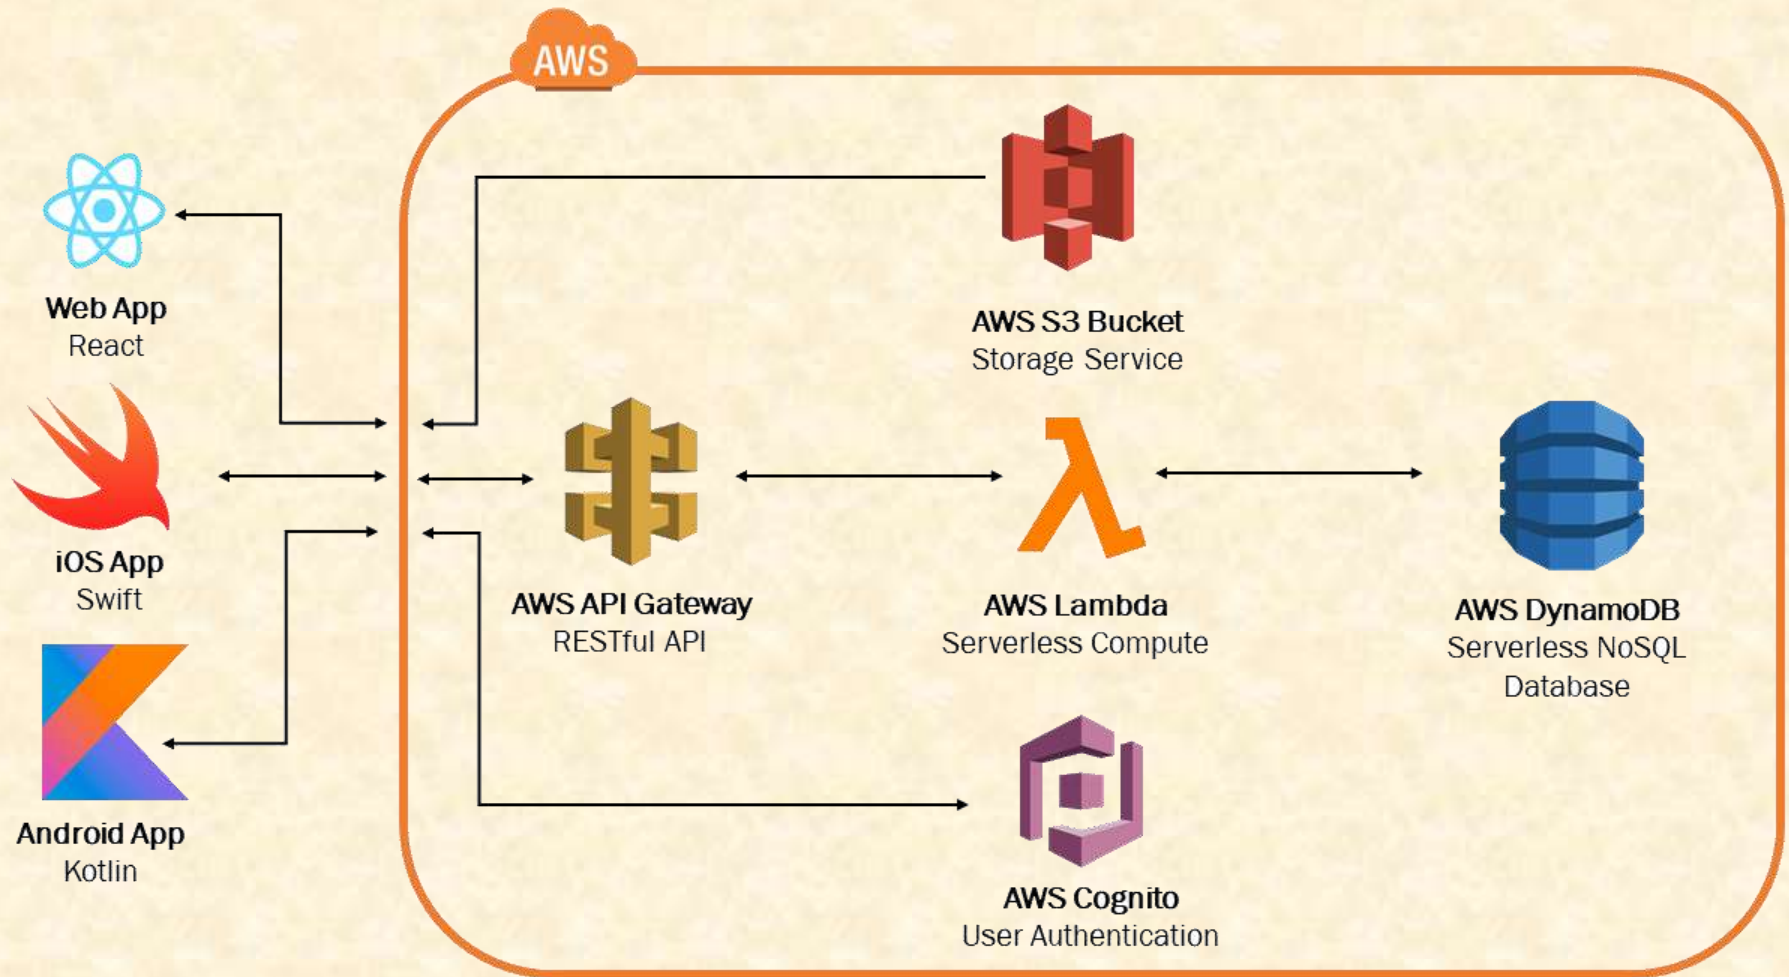 AWS
Web App
React
iOS App
Swift
Android App
Kotlin
AWS S3 Bucket
Storage Service
AWS API Gateway
RESTful API
AWS Lambda
Serverless Compute
AWS DynamoDB
Serverless NoSQL
Database
AWS Cognito
User Authentication